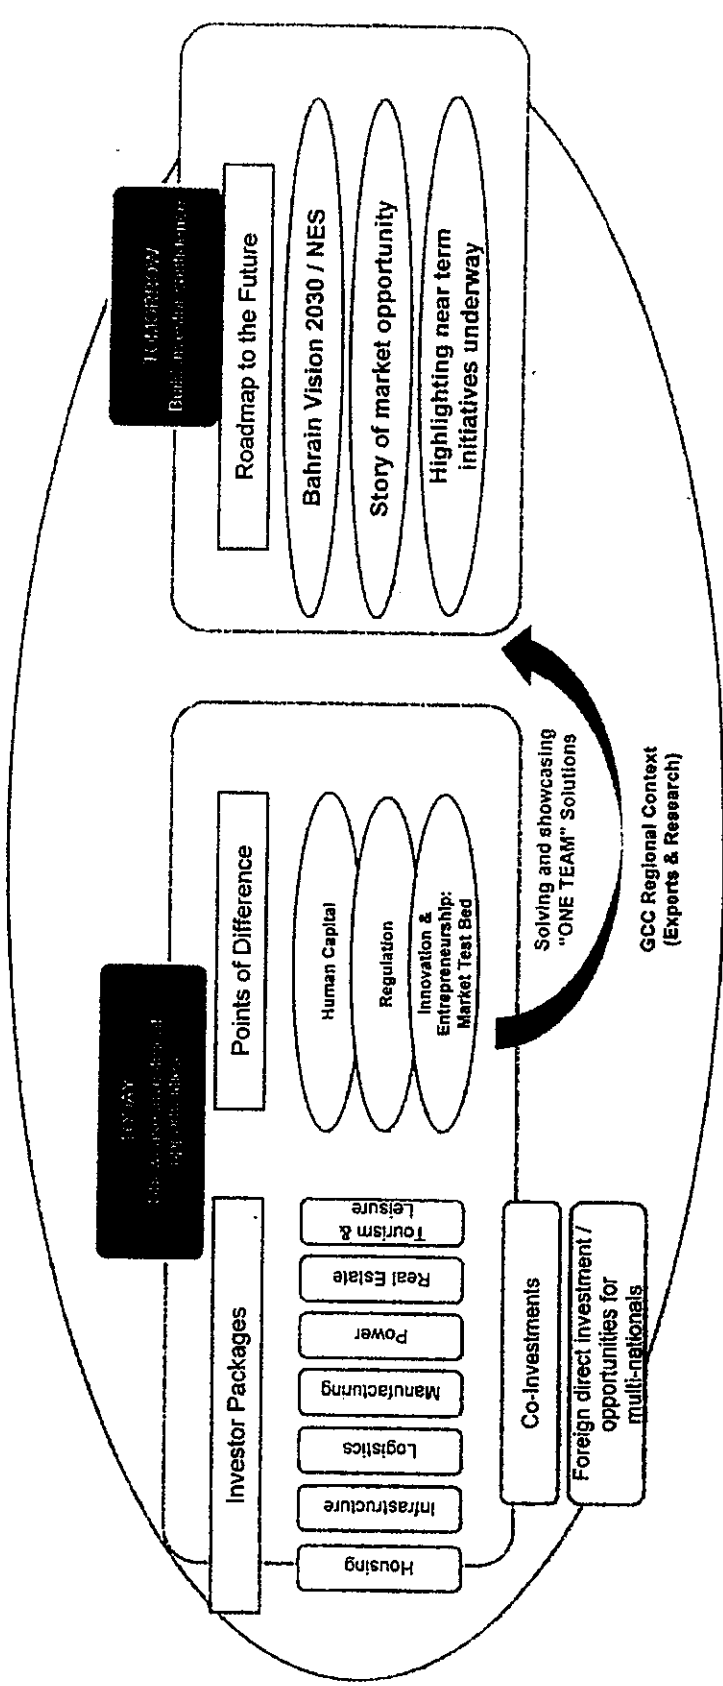 TODAY
TOMORROW
Investor Packages
Points of Difference
Roadmap to the Future
Housing
Infrastructure
Logistics
Manufacturing
Power
Real Estate
Tourism &
Leisure
Human Capital
Regulation
Innovation &
Entrepreneurship:
Market Test Bed
Bahrain Vision 2030 / NES
Story of market opportunity
Highlighting near term
initiatives underway
Co-Investments
Foreign direct investment /
opportunities for
multi-nationals
Solving and showcasing
"ONE TEAM" Solutions
GCC Regional Context
(Experts & Research)